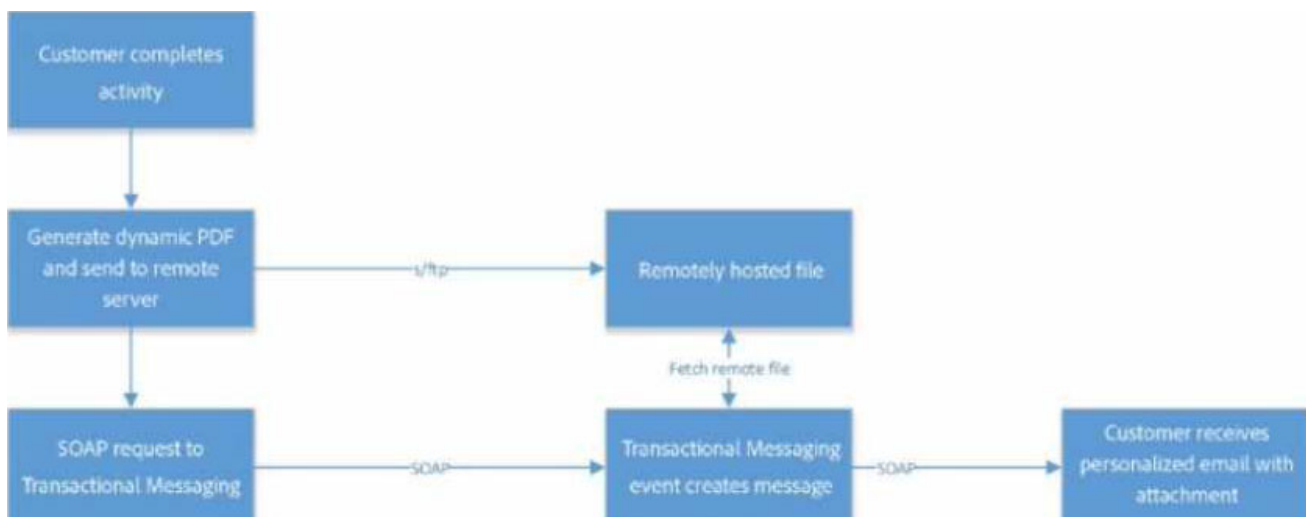 Customer completes
activity
Generate dynamic PDF
and send to remote
server
s/ftp
Remotely hosted file
Fetch remote file
SOAP request to
Transactional Messaging
SOAP
Transactional Messaging
event creates message
SOAP
Customer receives
personalized email with
attachment